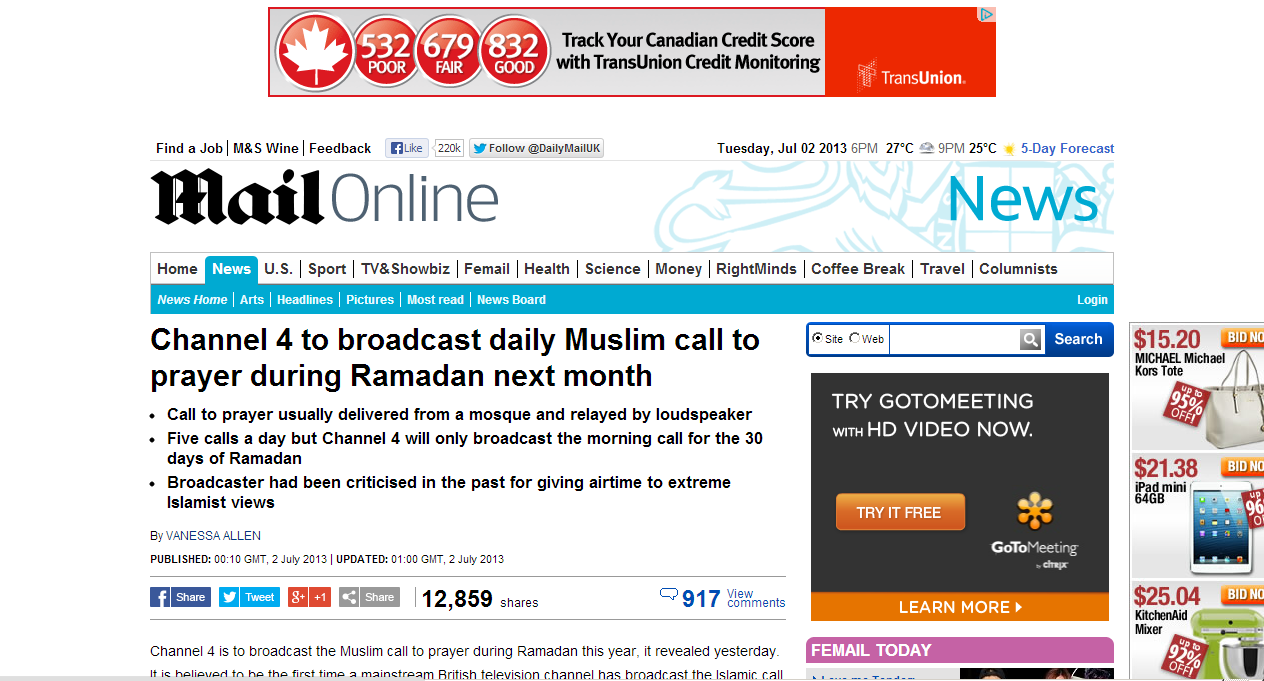 532 POOR
679 FAIR
832 GOOD
Track Your Canadian Credit Score
with TransUnion Credit Monitoring
TransUnion.
Find a Job | M&S Wine | Feedback
Like 220k
Follow @DailyMailUK
Tuesday, Jul 02 2013 6PM 27°C 9PM 25°C 5-Day Forecast
Mail Online
News
Home News U.S. Sport TV&Showbiz Femail Health Science Money RightMinds Coffee Break Travel Columnists
News Home Arts Headlines Pictures Most read News Board Login
Channel 4 to broadcast daily Muslim call to
prayer during Ramadan next month
• Call to prayer usually delivered from a mosque and relayed by loudspeaker
• Five calls a day but Channel 4 will only broadcast the morning call for the 30
days of Ramadan
• Broadcaster had been criticised in the past for giving airtime to extreme
Islamist views
By VANESSA ALLEN
PUBLISHED: 00:10 GMT, 2 July 2013 | UPDATED: 01:00 GMT, 2 July 2013
Share Tweet +1 Share 12,859 shares
917 View
comments
Channel 4 is to broadcast the Muslim call to prayer during Ramadan this year, it revealed yesterday.
It is believed to be the first time a mainstream British television channel has broadcast the Islamic call
Site Web Search
TRY GOTOMEETING
WITH HD VIDEO NOW.
TRY IT FREE
GoToMeeting
by citrix
LEARN MORE
FEMAIL TODAY
$15.20 BID NO
MICHAEL Michael
Kors Tote
up to
95%
OFF!
$21.38 BID NO
iPad mini
64GB
$25.04 BID NO
KitchenAid
Mixer
up to
92%
OFF!